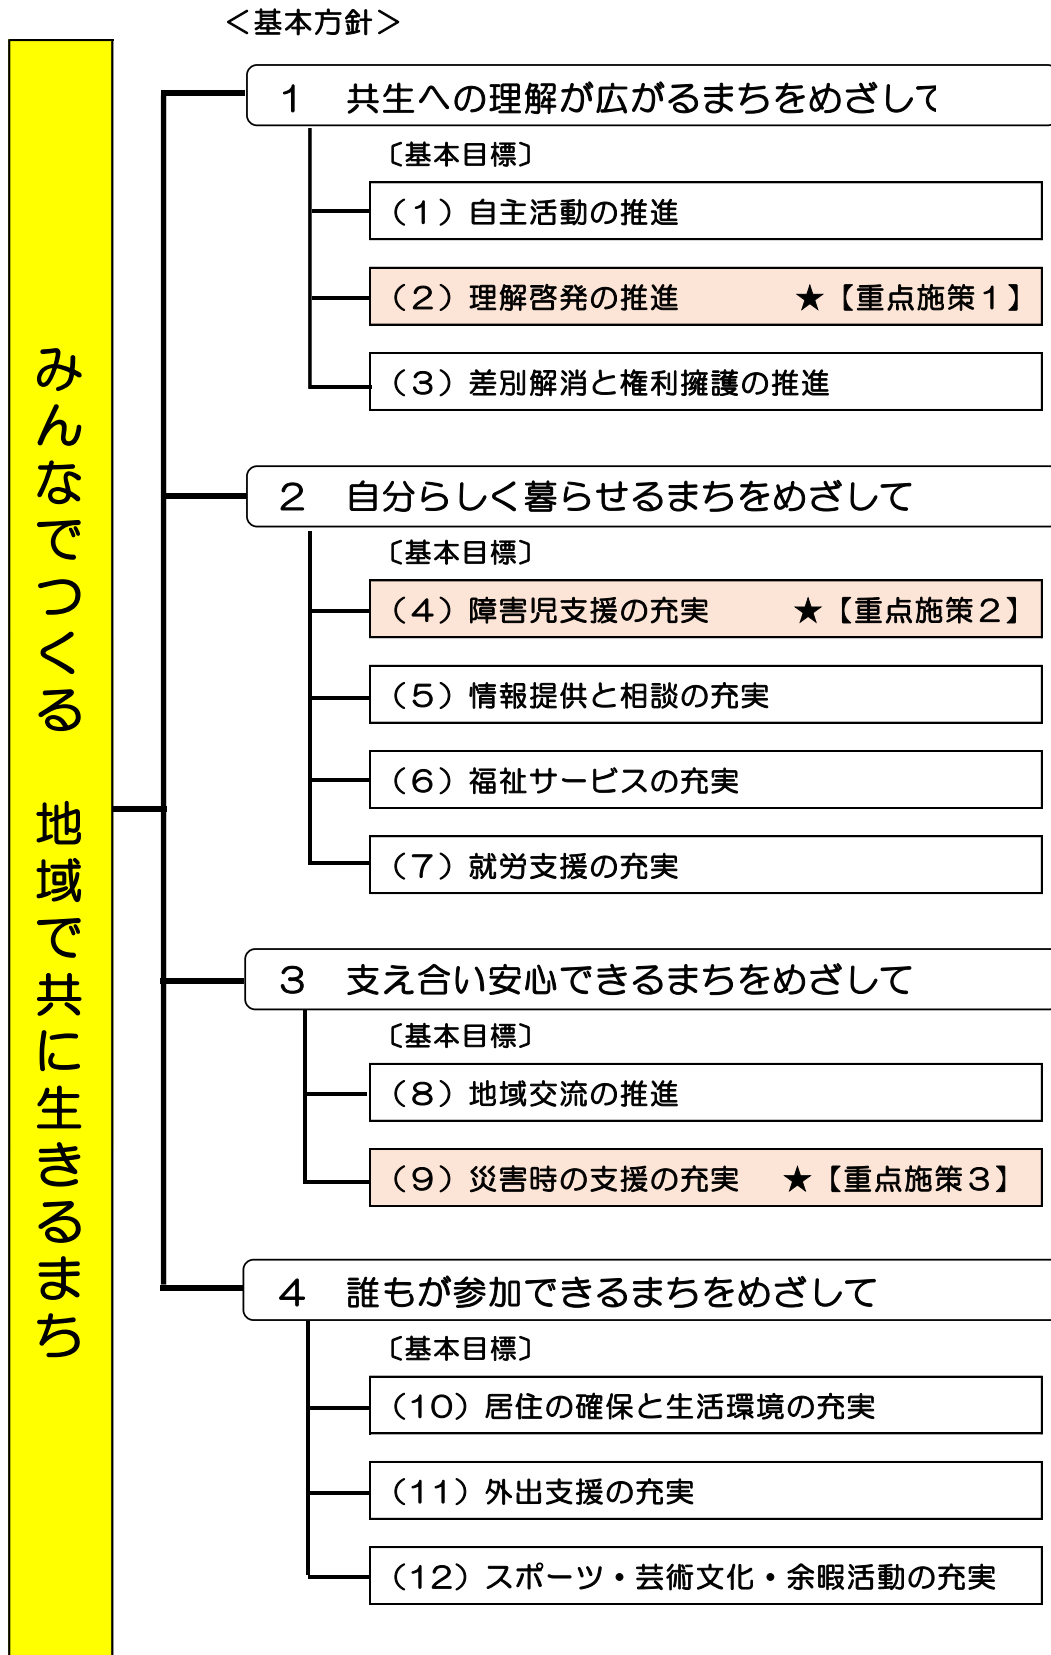 ＜基本方針＞
みんなでつくる　地域で共に生きるまち
１　共生への理解が広がるまちをめざして
〔基本目標〕
（１）自主活動の推進
（２）理解啓発の推進　　　★【重点施策１】
（３）差別解消と権利擁護の推進
２　自分らしく暮らせるまちをめざして
〔基本目標〕
（４）障害児支援の充実　　　★【重点施策２】
（５）情報提供と相談の充実
（６）福祉サービスの充実
（７）就労支援の充実
３　支え合い安心できるまちをめざして
〔基本目標〕
（８）地域交流の推進
（９）災害時の支援の充実　　★【重点施策３】
４　誰もが参加できるまちをめざして
〔基本目標〕
（10）居住の確保と生活環境の充実
（11）外出支援の充実
（12）スポーツ・芸術文化・余暇活動の充実